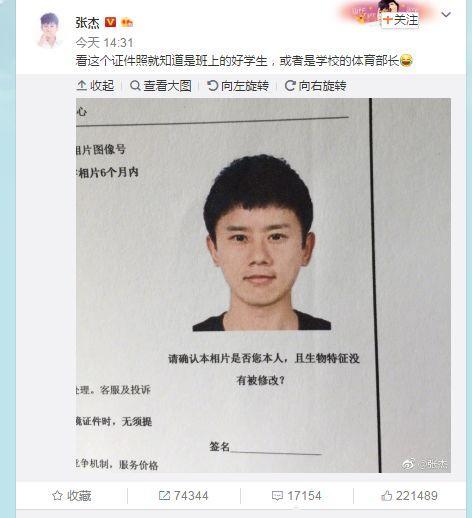 张杰
+关注
今天 14:31
看这个证件照就知道是班上的好学生，或者是学校的体育部长
收起 查看大图 向左旋转 向右旋转
心
相片图像号
相片6个月内
请确认本相片是否您本人，且生物特征没
有被修改？
处理。客服及投诉
境证件时，无须提
签名
竞争机制，服务价格
@张杰
收藏 74344 17154 221489